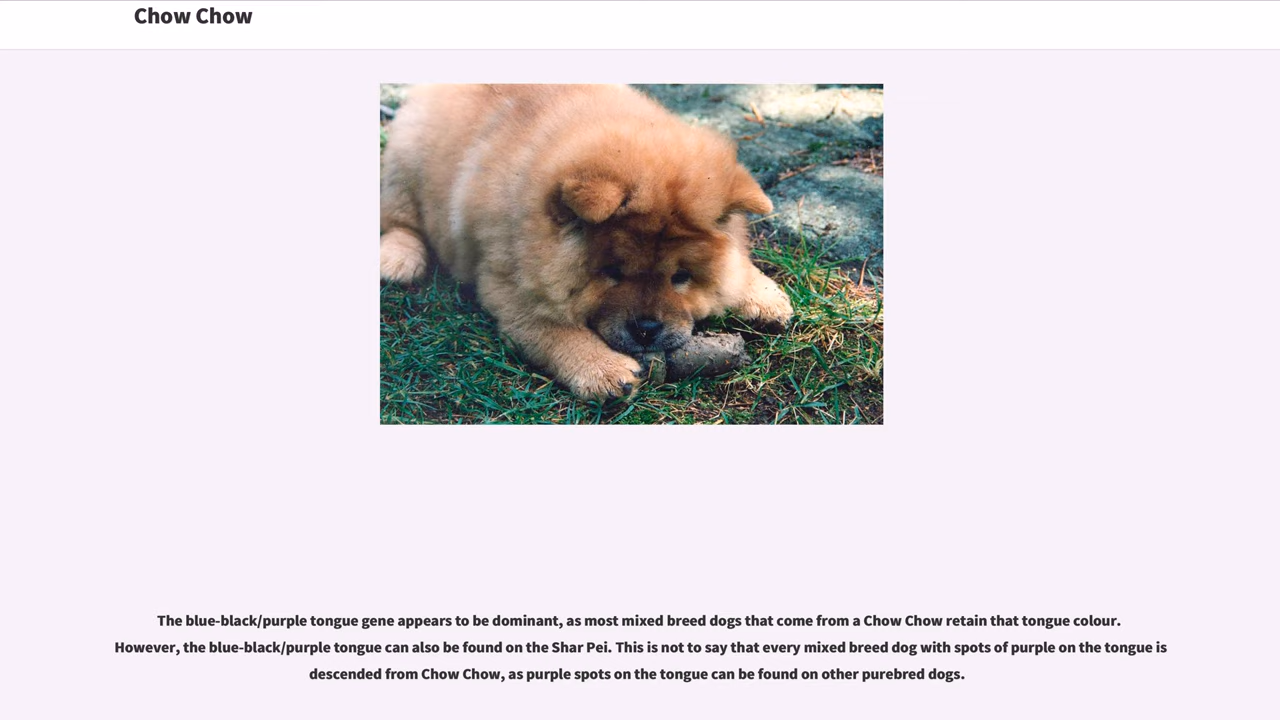 Chow Chow
The blue-black/purple tongue gene appears to be dominant, as most mixed breed dogs that come from a Chow Chow retain that tongue colour.
However, the blue-black/purple tongue can also be found on the Shar Pei. This is not to say that every mixed breed dog with spots of purple on the tongue is
descended from Chow Chow, as purple spots on the tongue can be found on other purebred dogs.